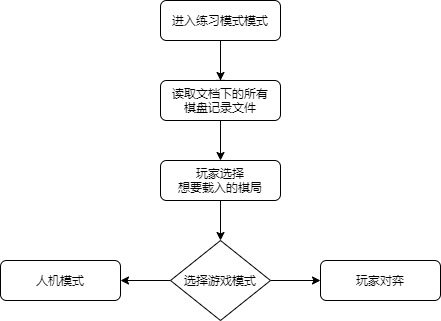 进入练习模式模式
读取文档下的所有
棋盘记录文件
玩家选择
想要载入的棋局
选择游戏模式
人机模式
玩家对弈